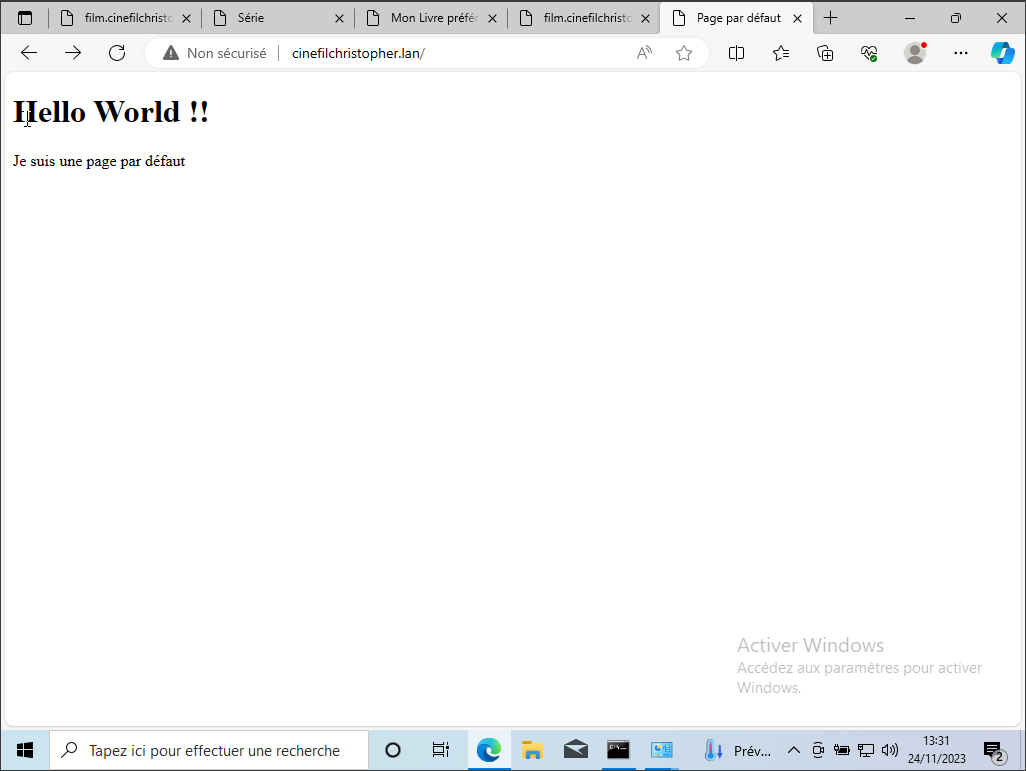 film.cinefilchristo
Série
Mon Livre préfér
film.cinefilchristo
Page par défaut
Non sécurisé
cinefilchristopher.lan/
Hello World !!
Je suis une page par défaut
Activer Windows
Accédez aux paramètres pour activer
Windows.
Tapez ici pour effectuer une recherche
Prév...
13:31
24/11/2023
2